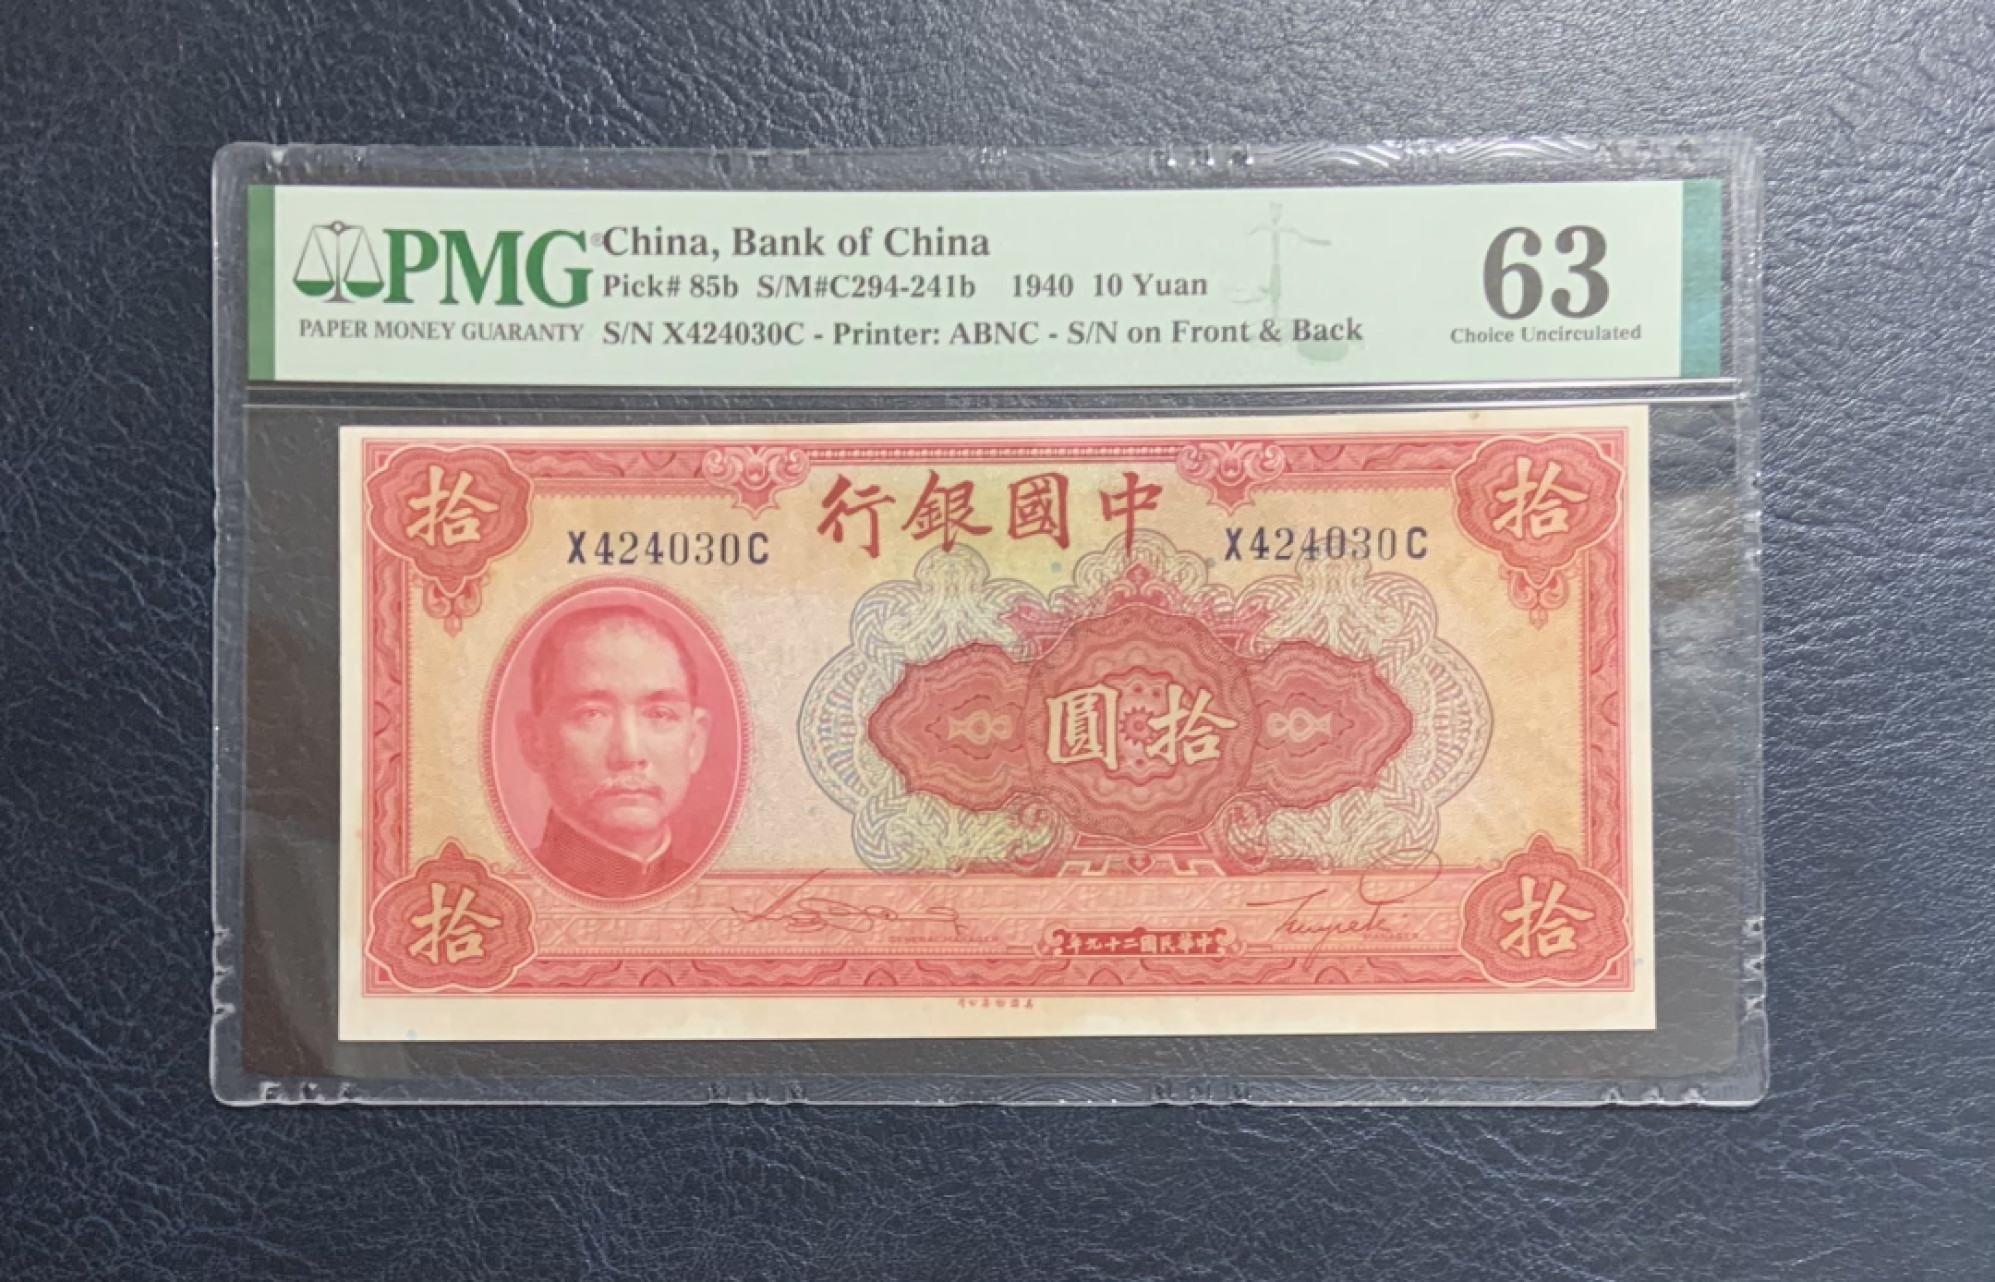 PMG
PAPER MONEY GUARANTY
China, Bank of China
Pick# 85b S/M#C294-241b 1940 10 Yuan
S/N X424030C - Printer: ABNC - S/N on Front & Back
63
Choice Uncirculated
行銀國中
拾 拾
X424030C X424030C
圓拾
拾 拾
GENERAL MANAGER
年九十二國民華中